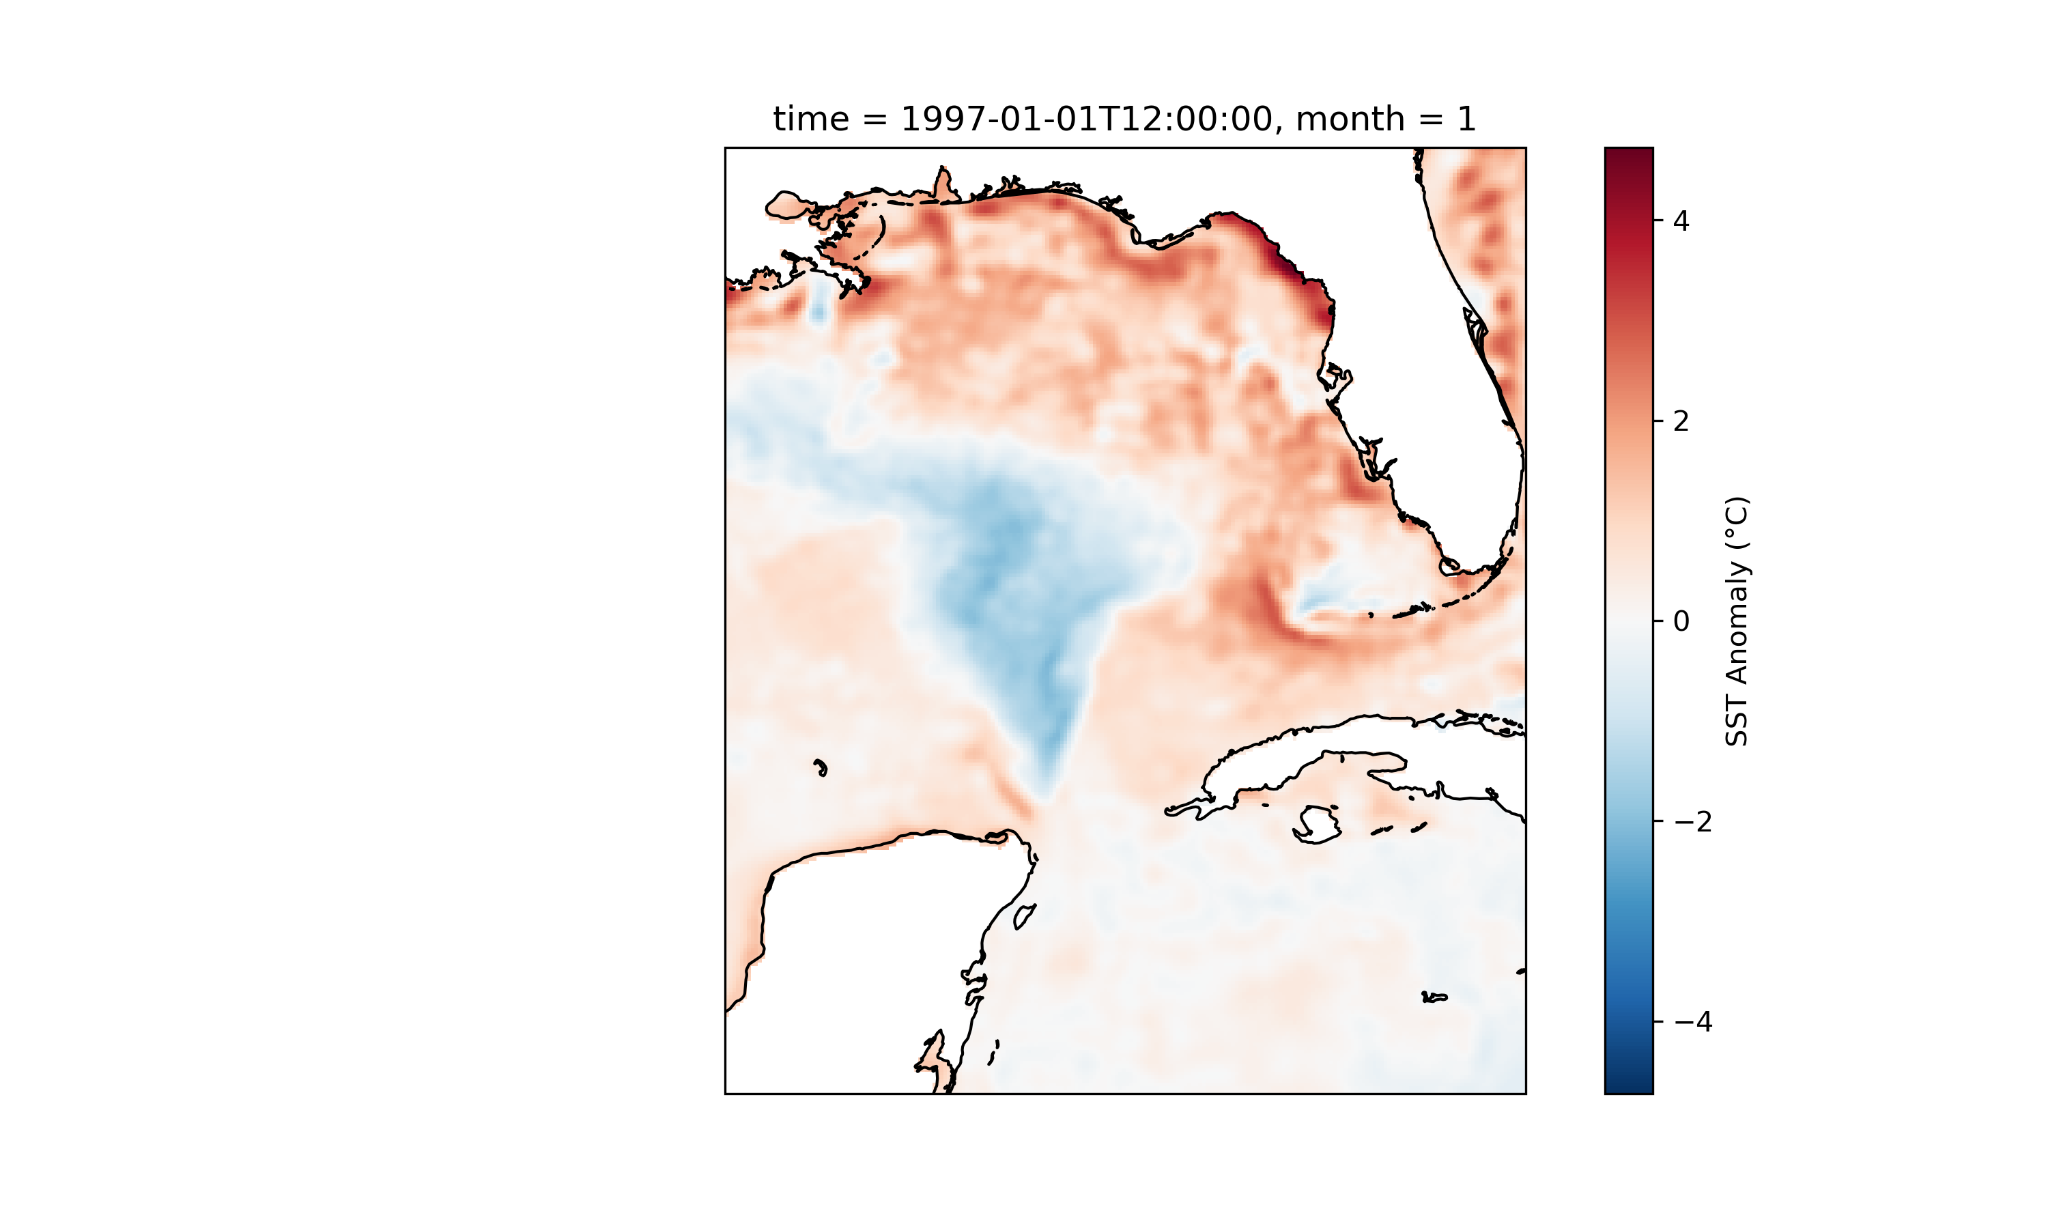 time = 1997-01-01T12:00:00, month = 1
4
2
0
−2
−4
SST Anomaly (°C)